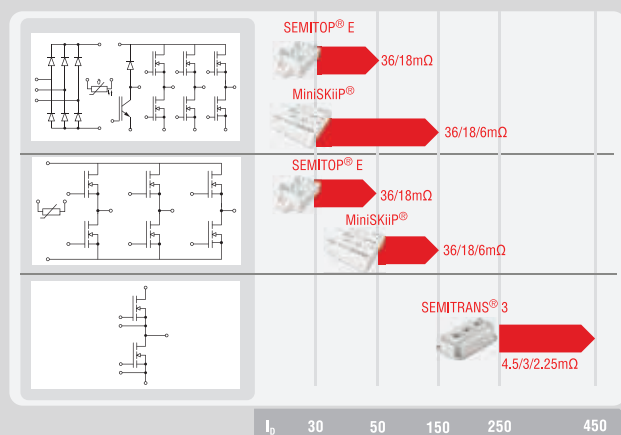 SEMITOP® E
36/18mΩ
MiniSKiiP®
36/18/6mΩ
SEMITOP® E
36/18mΩ
MiniSKiiP®
36/18/6mΩ
SEMITRANS® 3
4.5/3/2.25mΩ
I_D 30 50 150 250 450